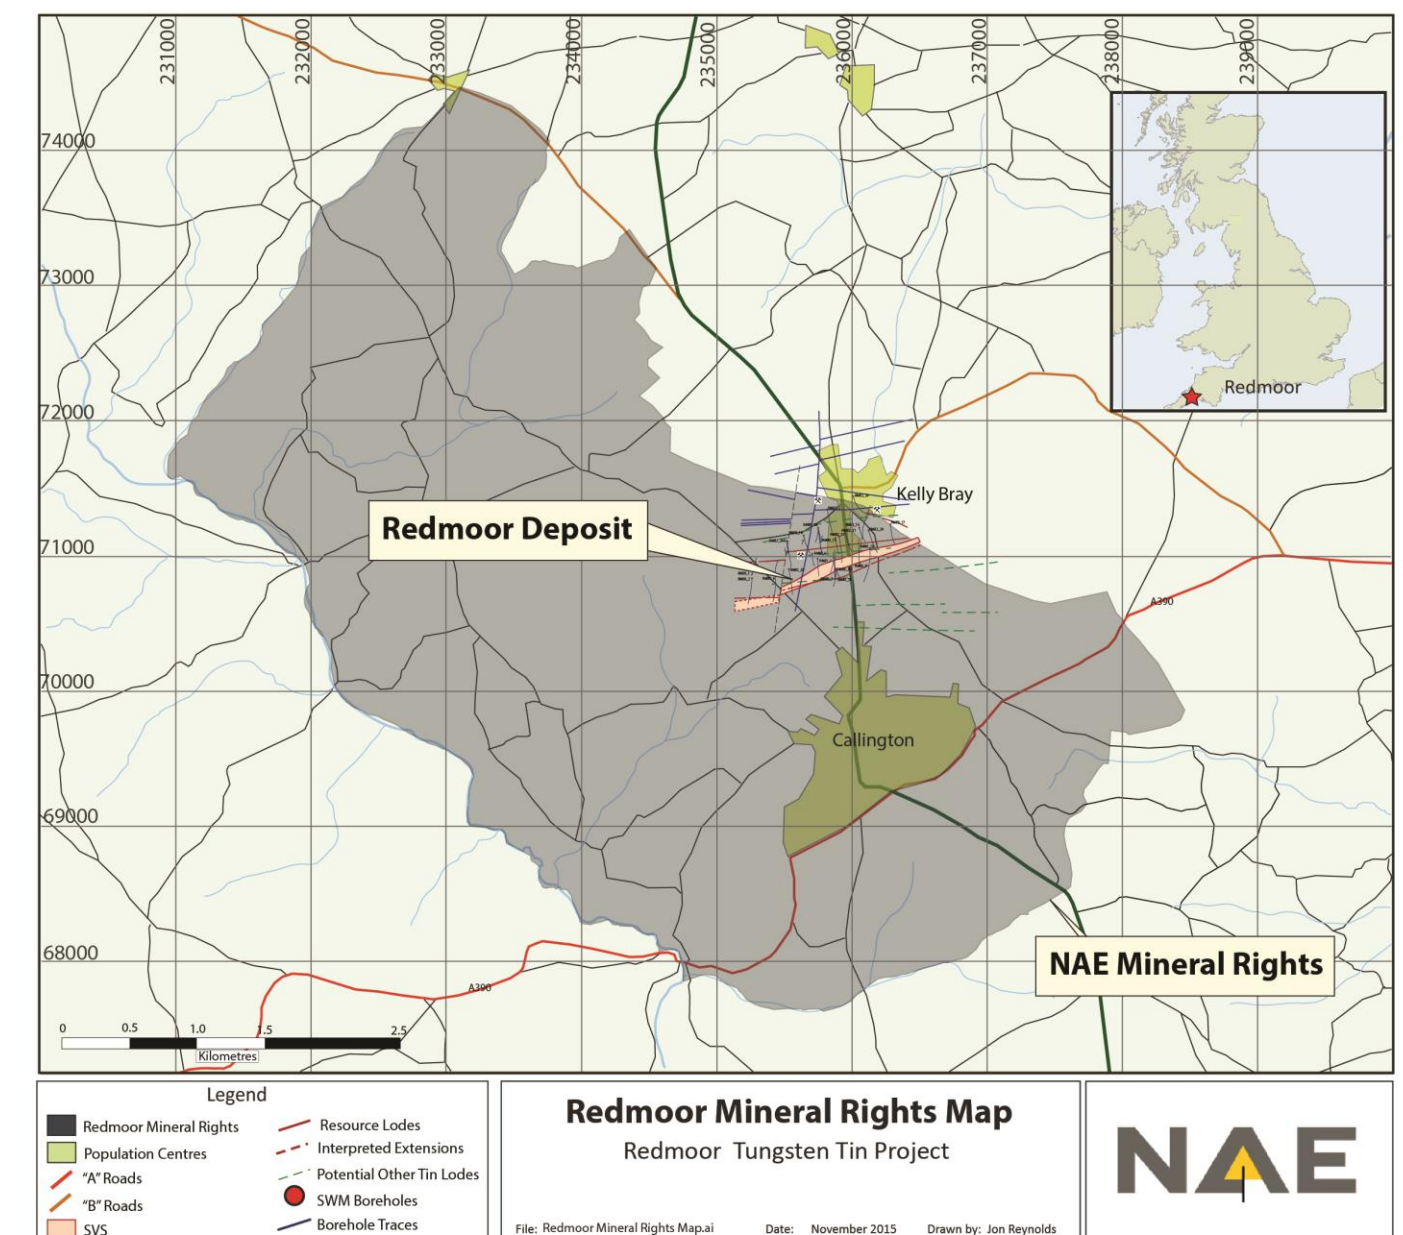 231000
232000
233000
234000
235000
236000
237000
238000
239000
74000
73000
72000
71000
70000
69000
68000
Redmoor
Kelly Bray
Redmoor Deposit
A390
Callington
NAE Mineral Rights
A390
0 0.5 1.0 1.5 2.5
Kilometres
Legend
Redmoor Mineral Rights
Population Centres
"A" Roads
"B" Roads
SVS
Resource Lodes
Interpreted Extensions
Potential Other Tin Lodes
SWM Boreholes
Borehole Traces
Redmoor Mineral Rights Map
Redmoor Tungsten Tin Project
File: Redmoor Mineral Rights Map.ai Date: November 2015 Drawn by: Jon Reynolds
NAE